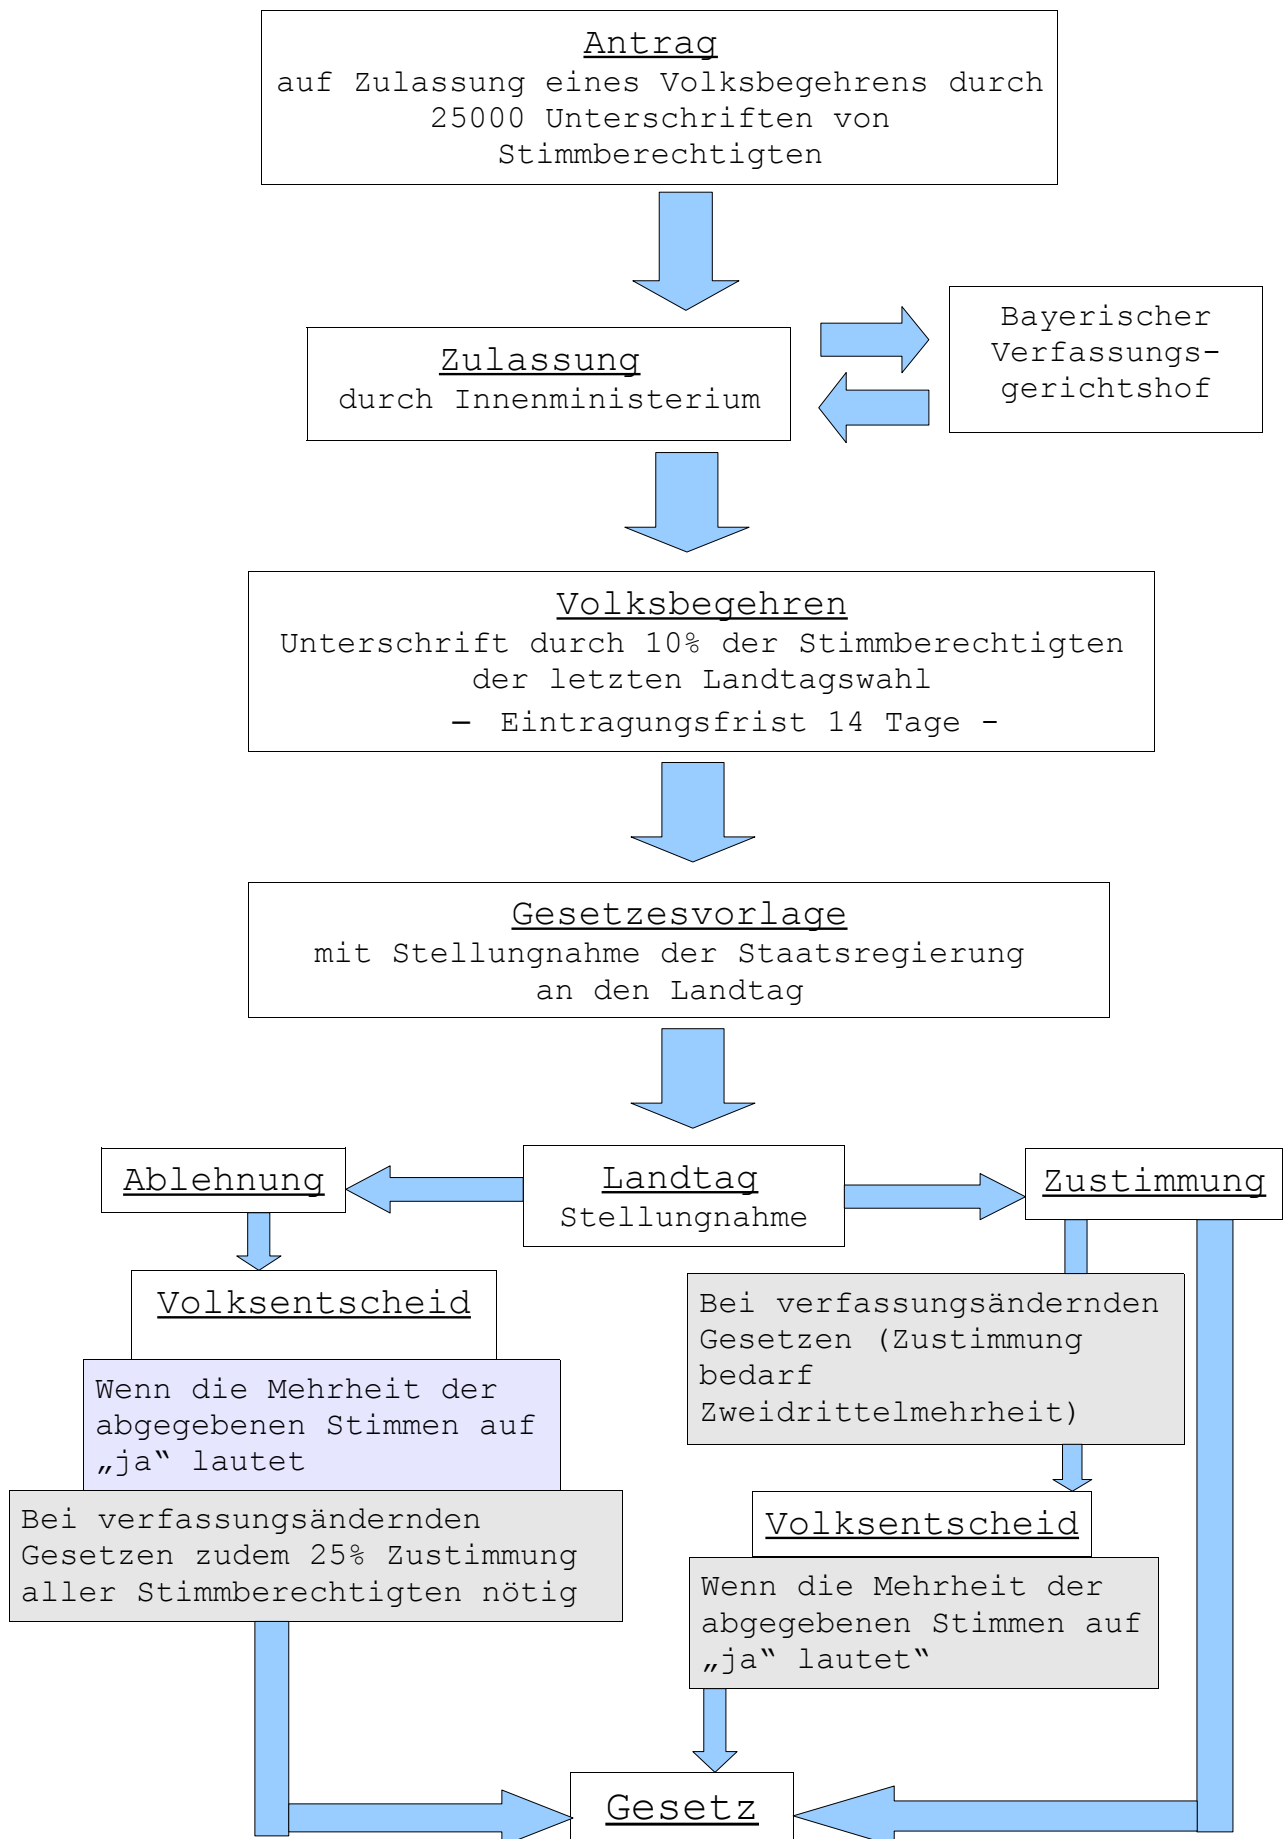 Antrag
auf Zulassung eines Volksbegehrens durch
25000 Unterschriften von
Stimmberechtigten
Zulassung
durch Innenministerium
Bayerischer
Verfassungs-
gerichtshof
Volksbegehren
Unterschrift durch 10% der Stimmberechtigten
der letzten Landtagswahl
– Eintragungsfrist 14 Tage -
Gesetzesvorlage
mit Stellungnahme der Staatsregierung
an den Landtag
Ablehnung
Landtag
Stellungnahme
Zustimmung
Volksentscheid
Wenn die Mehrheit der
abgegebenen Stimmen auf
„ja“ lautet
Bei verfassungsändernden
Gesetzen zudem 25% Zustimmung
aller Stimmberechtigten nötig
Bei verfassungsändernden
Gesetzen (Zustimmung
bedarf
Zweidrittelmehrheit)
Volksentscheid
Wenn die Mehrheit der
abgegebenen Stimmen auf
„ja“ lautet“
Gesetz